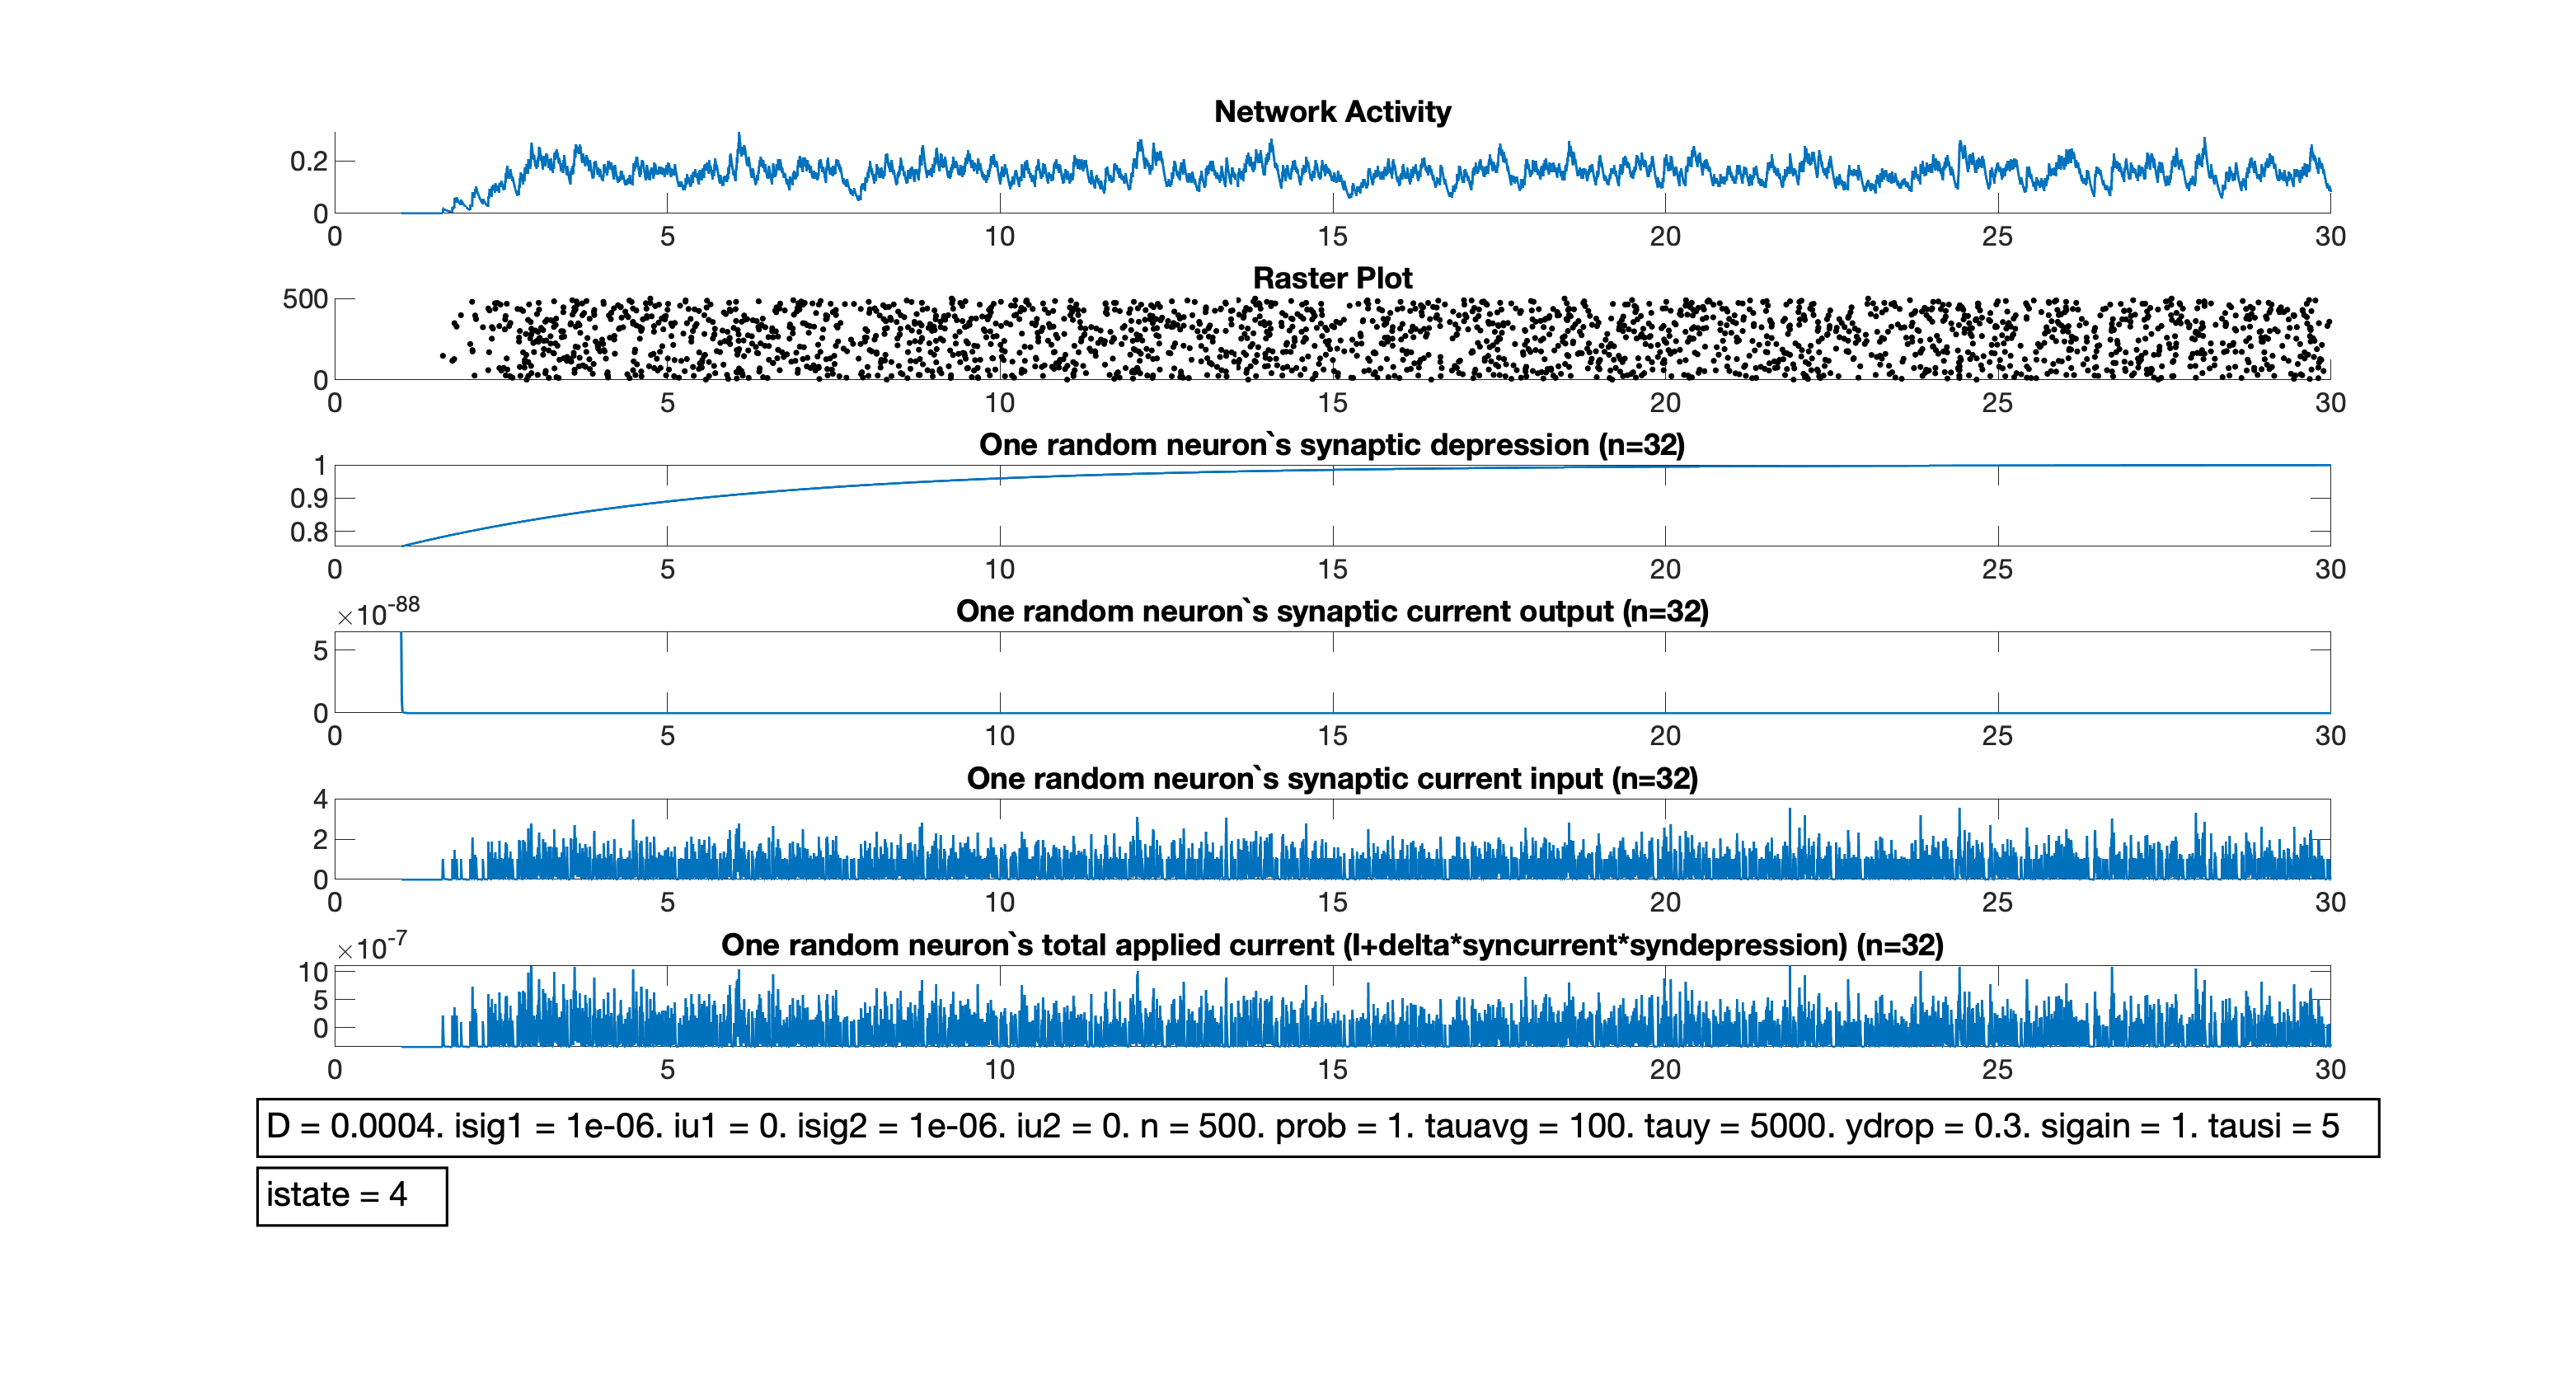 Network Activity
0.2
0
0 5 10 15 20 25 30
Raster Plot
500
0
0 5 10 15 20 25 30
One random neuron`s synaptic depression (n=32)
1
0.9
0.8
0 5 10 15 20 25 30
×10-88
One random neuron`s synaptic current output (n=32)
5
0
0 5 10 15 20 25 30
One random neuron`s synaptic current input (n=32)
4
2
0
0 5 10 15 20 25 30
×10-7
One random neuron`s total applied current (I+delta*syncurrent*syndepression) (n=32)
10
5
0
0 5 10 15 20 25 30
D = 0.0004. isig1 = 1e-06. iu1 = 0. isig2 = 1e-06. iu2 = 0. n = 500. prob = 1. tauavg = 100. tauy = 5000. ydrop = 0.3. sigain = 1. tausi = 5
istate = 4